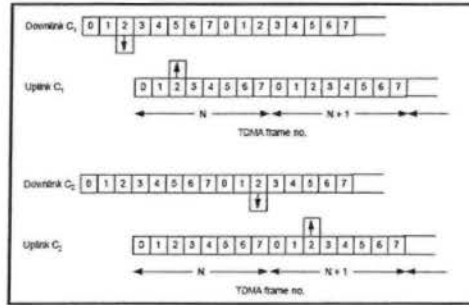 Downlink C₁ 0 1 2 3 4 5 6 7 0 1 2 3 4 5 6 7
Uplink C₁ 0 1 2 3 4 5 6 7 0 1 2 3 4 5 6 7
N N + 1
TDMA frame no.
Downlink C₂ 0 1 2 3 4 5 6 7 0 1 2 3 4 5 6 7
Uplink C₂ 0 1 2 3 4 5 6 7 0 1 2 3 4 5 6 7
N N + 1
TDMA frame no.